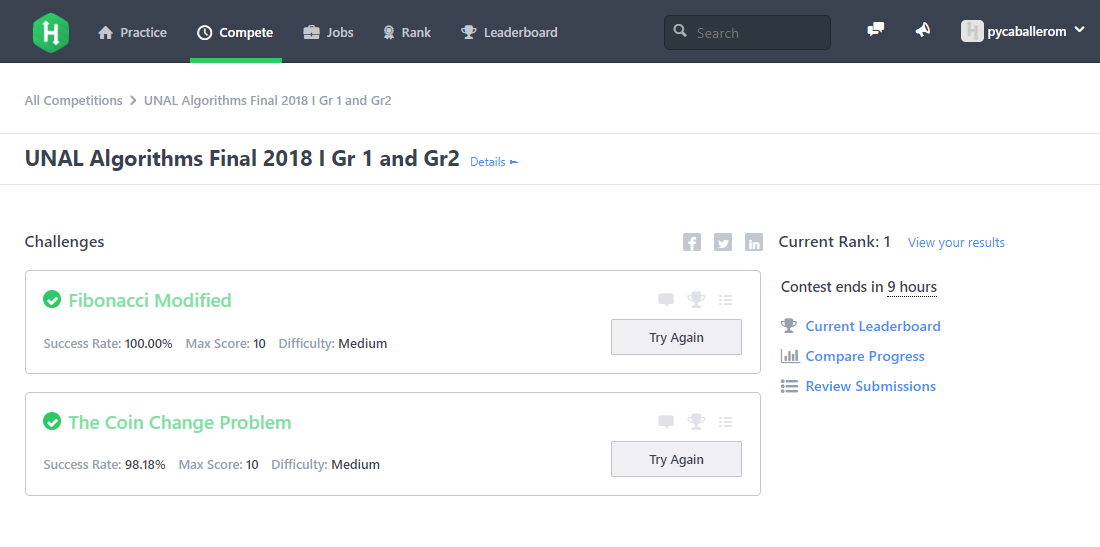 H Practice Compete Jobs Rank Leaderboard Search pycaballerom
All Competitions > UNAL Algorithms Final 2018 I Gr 1 and Gr2
UNAL Algorithms Final 2018 I Gr 1 and Gr2 Details
Challenges
Current Rank: 1 View your results
Fibonacci Modified
Success Rate: 100.00% Max Score: 10 Difficulty: Medium
Try Again
The Coin Change Problem
Success Rate: 98.18% Max Score: 10 Difficulty: Medium
Try Again
Contest ends in 9 hours
Current Leaderboard
Compare Progress
Review Submissions